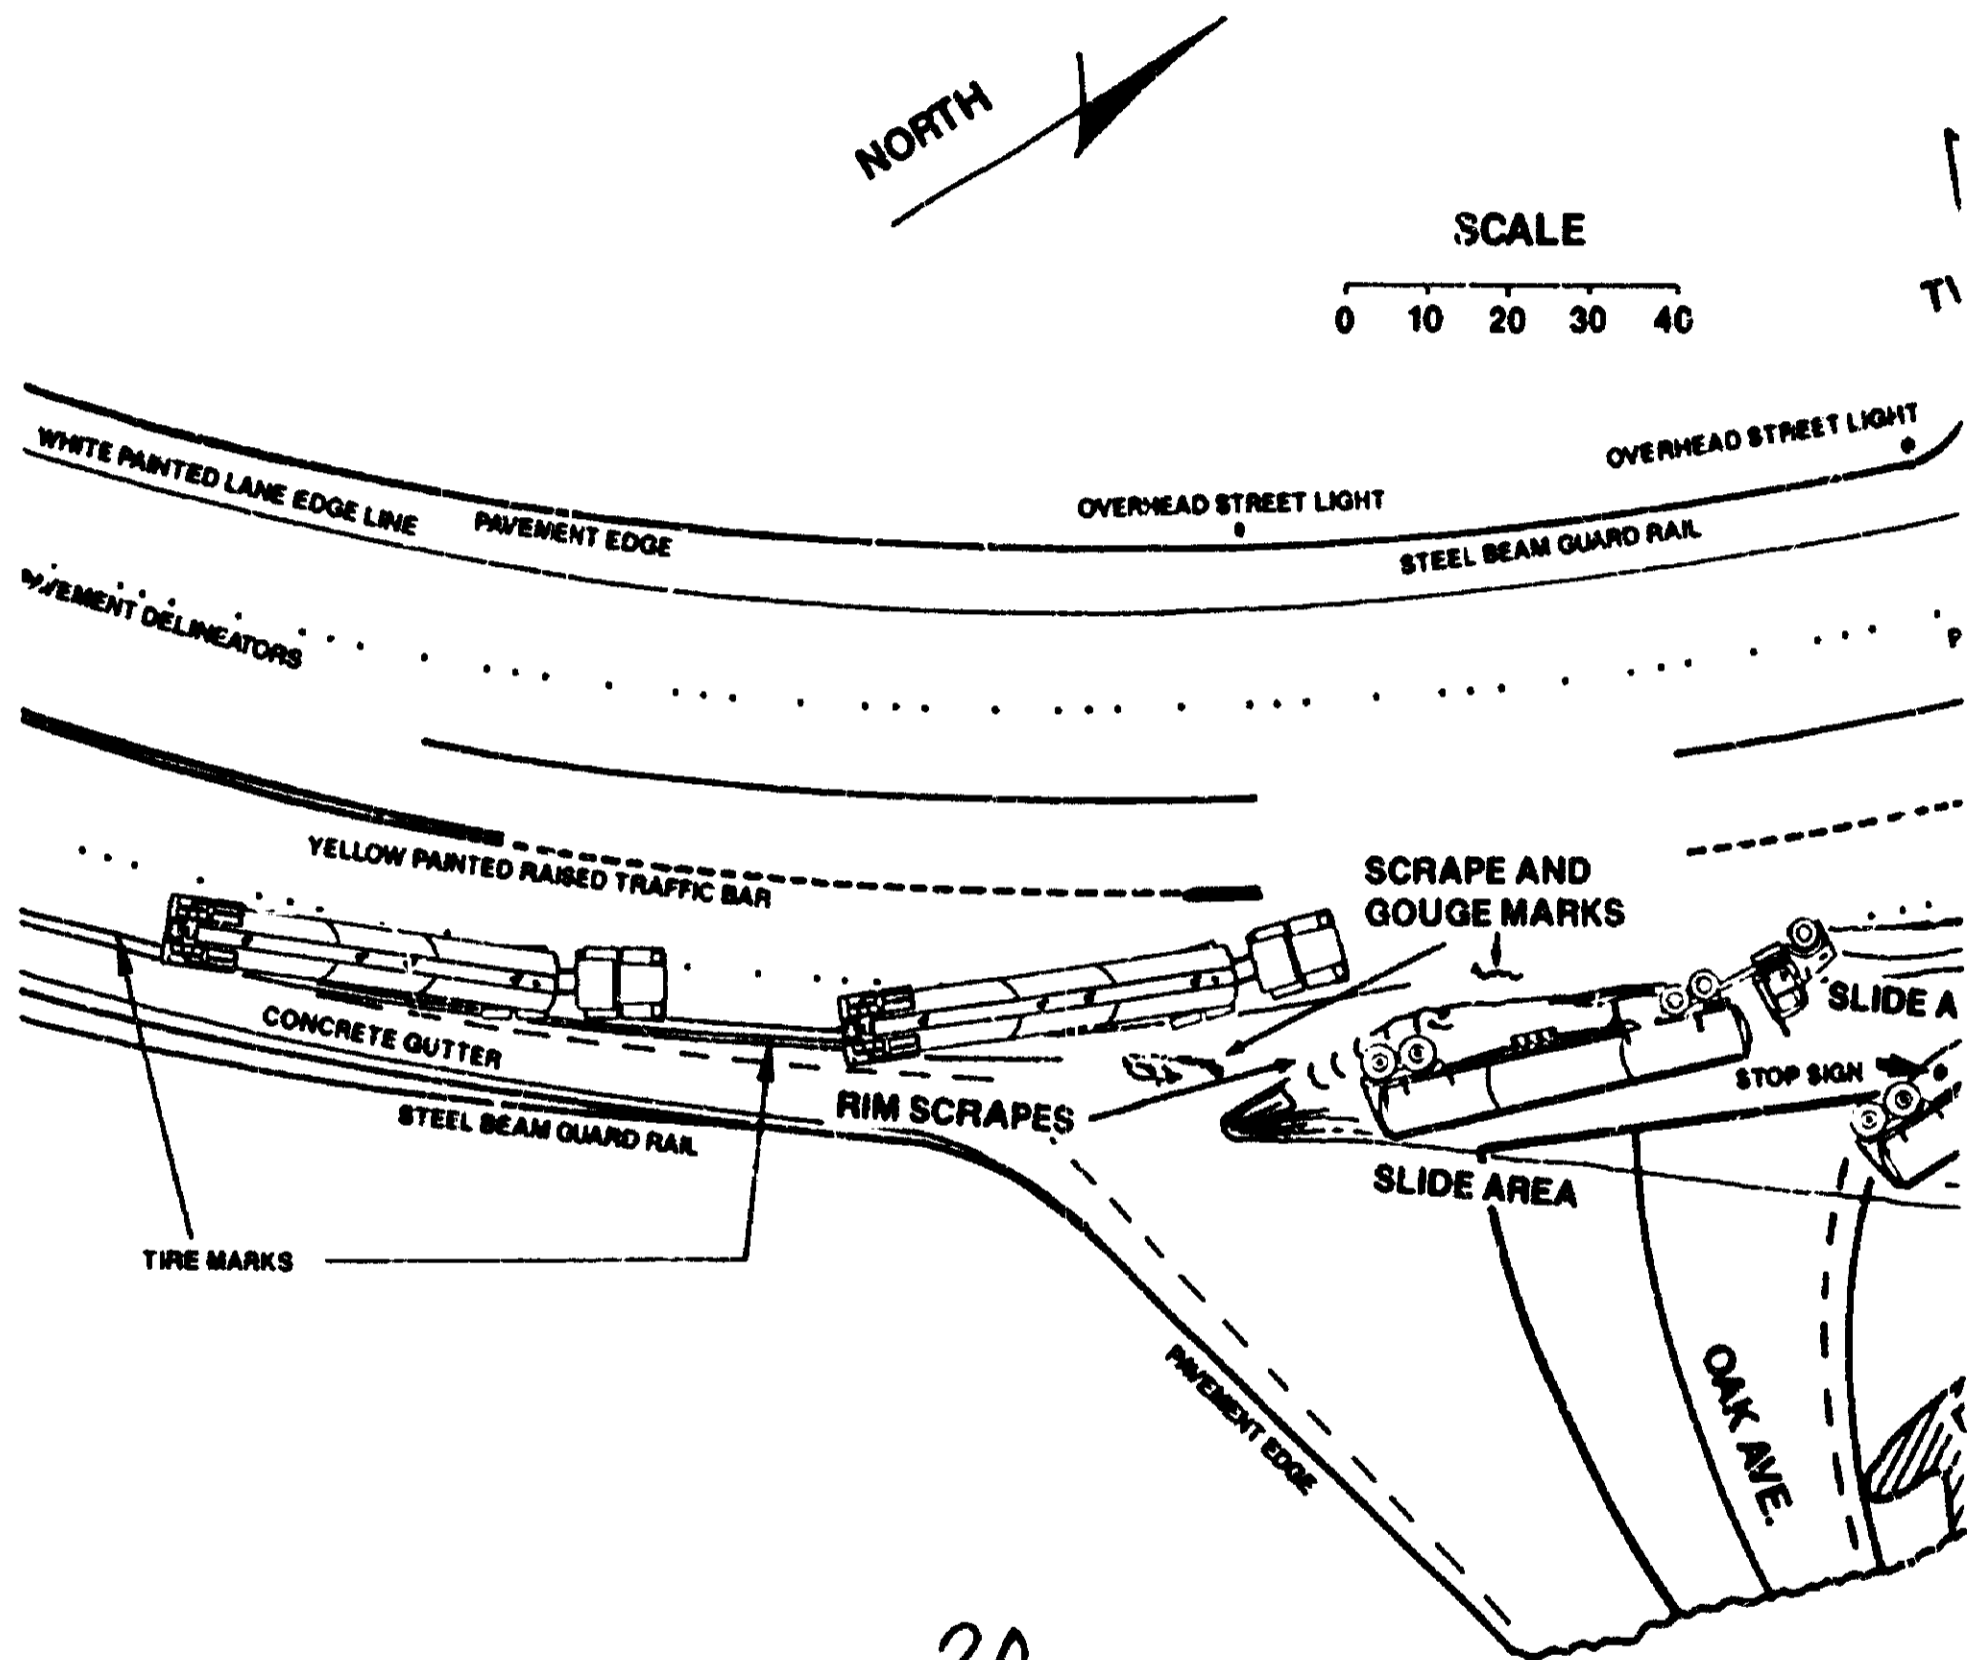 NORTH
SCALE
0 10 20 30 40
OVERHEAD STREET LIGHT
WHITE PAINTED LANE EDGE LINE
PAVEMENT EDGE
OVERHEAD STREET LIGHT
STEEL BEAM GUARD RAIL
PAVEMENT DELINEATORS
P
YELLOW PAINTED RAISED TRAFFIC BAR
SCRAPE AND
GOUGE MARKS
SLIDE A
CONCRETE GUTTER
STOP SIGN
RIM SCRAPES
STEEL BEAM GUARD RAIL
SLIDE AREA
TIRE MARKS
PAVEMENT EDGE
OAK AVE.